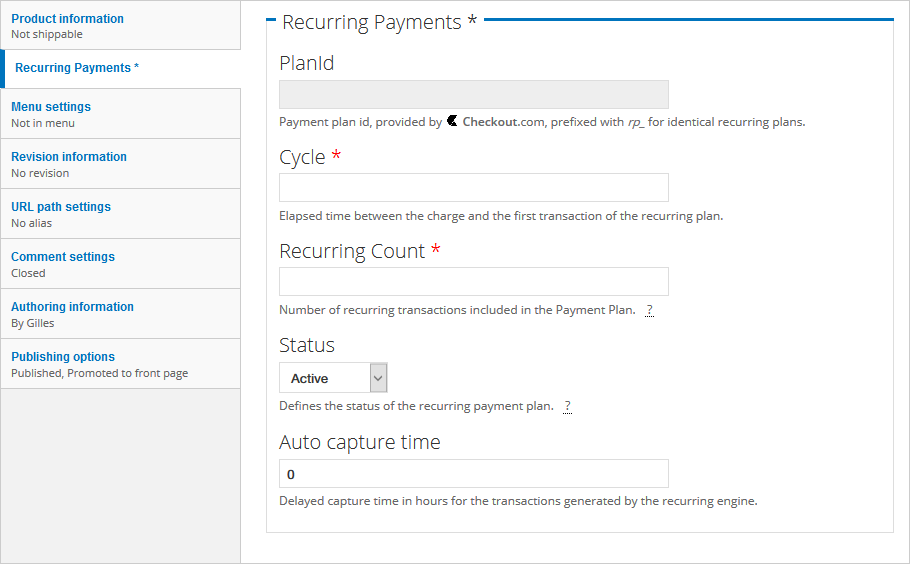 Product information
Not shippable
Recurring Payments *
Menu settings
Not in menu
Revision information
No revision
URL path settings
No alias
Comment settings
Closed
Authoring information
By Gilles
Publishing options
Published, Promoted to front page
Recurring Payments *
PlanId
Payment plan id, provided by Checkout.com, prefixed with rp_ for identical recurring plans.
Cycle *
Elapsed time between the charge and the first transaction of the recurring plan.
Recurring Count *
Number of recurring transactions included in the Payment Plan. ?
Status
Active
Defines the status of the recurring payment plan. ?
Auto capture time
0
Delayed capture time in hours for the transactions generated by the recurring engine.